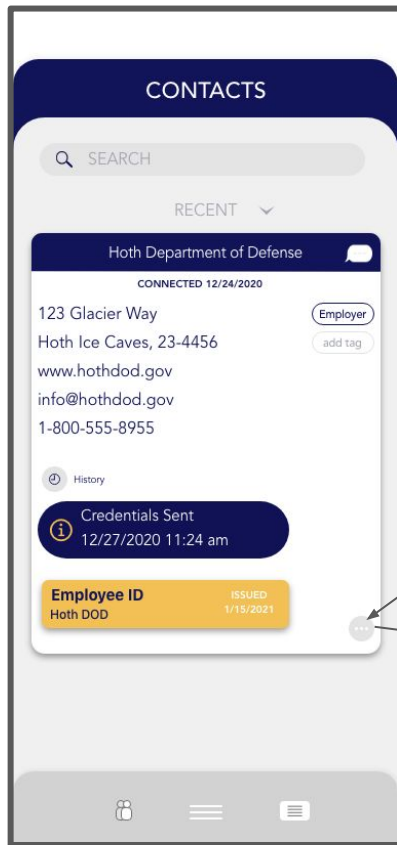 CONTACTS
SEARCH
RECENT
Hoth Department of Defense
CONNECTED 12/24/2020
123 Glacier Way
Employer
Hoth Ice Caves, 23-4456
add tag
www.hothdod.gov
info@hothdod.gov
1-800-555-8955
History
Credentials Sent
12/27/2020 11:24 am
Employee ID
ISSUED
Hoth DOD
1/15/2021